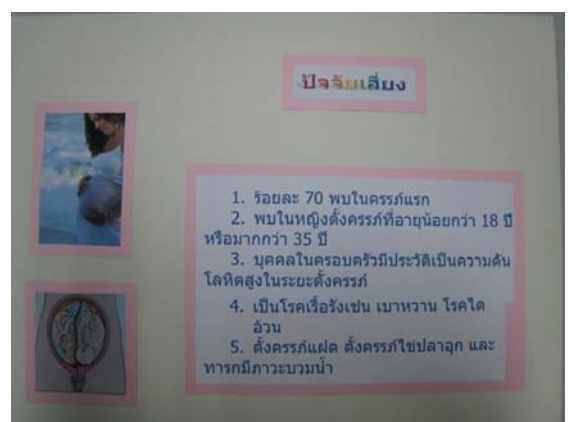 ปัจจัยเสี่ยง
1. ร้อยละ 70 พบในครรภ์แรก
2. พบในหญิงตั้งครรภ์ที่อายุน้อยกว่า 18 ปี
หรือมากกว่า 35 ปี
3. บุคคลในครอบครัวมีประวัติเป็นความดัน
โลหิตสูงในระยะตั้งครรภ์
4. เป็นโรคเรื้อรังเช่น เบาหวาน โรคไต
อ้วน
5. ตั้งครรภ์แฝด ตั้งครรภ์ไข่ปลาอุก และ
ทารกมีภาวะบวมน้ำ